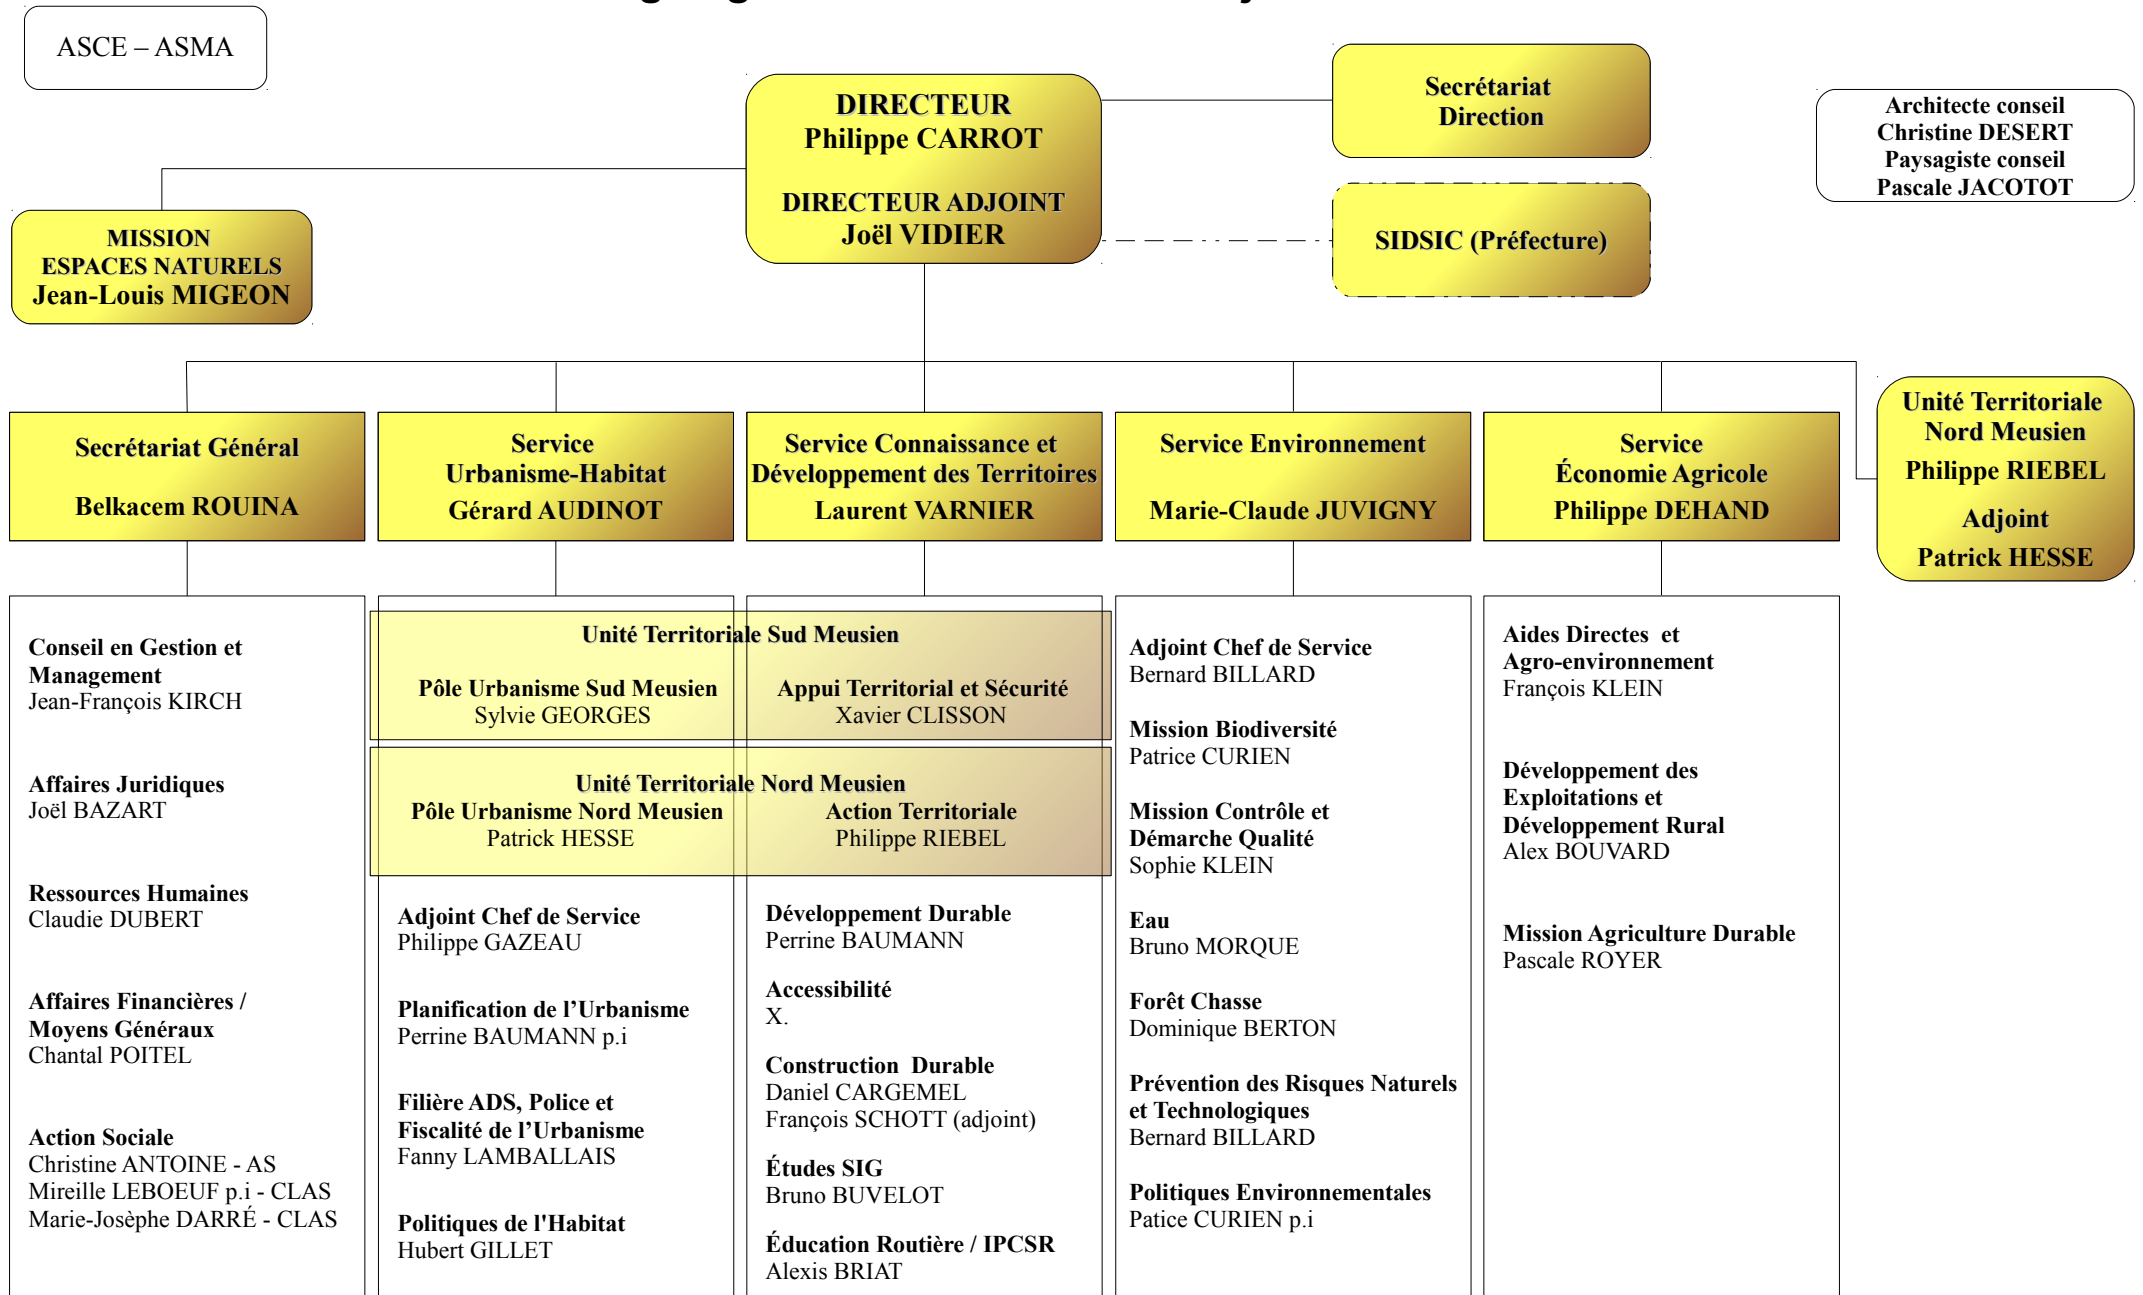 ASCE – ASMA
DIRECTEUR
Philippe CARROT
DIRECTEUR ADJOINT
Joël VIDIER
Secrétariat
Direction
SIDSIC (Préfecture)
Architecte conseil
Christine DESERT
Paysagiste conseil
Pascale JACOTOT
MISSION
ESPACES NATURELS
Jean-Louis MIGEON
Secrétariat Général
Belkacem ROUINA
Service
Urbanisme-Habitat
Gérard AUDINOT
Service Connaissance et
Développement des Territoires
Laurent VARNIER
Service Environnement
Marie-Claude JUVIGNY
Service
Économie Agricole
Philippe DEHAND
Unité Territoriale
Nord Meusien
Philippe RIEBEL
Adjoint
Patrick HESSE
Conseil en Gestion et
Management
Jean-François KIRCH
Affaires Juridiques
Joël BAZART
Ressources Humaines
Claudie DUBERT
Affaires Financières /
Moyens Généraux
Chantal POITEL
Action Sociale
Christine ANTOINE - AS
Mireille LEBOEUF p.i - CLAS
Marie-Josèphe DARRÉ - CLAS
Unité Territoriale Sud Meusien
Pôle Urbanisme Sud Meusien
Sylvie GEORGES
Appui Territorial et Sécurité
Xavier CLISSON
Unité Territoriale Nord Meusien
Pôle Urbanisme Nord Meusien
Patrick HESSE
Action Territoriale
Philippe RIEBEL
Adjoint Chef de Service
Philippe GAZEAU
Planification de l’Urbanisme
Perrine BAUMANN p.i
Filière ADS, Police et
Fiscalité de l’Urbanisme
Fanny LAMBALLAIS
Politiques de l'Habitat
Hubert GILLET
Développement Durable
Perrine BAUMANN
Accessibilité
X.
Construction  Durable
Daniel CARGEMEL
François SCHOTT (adjoint)
Études SIG
Bruno BUVELOT
Éducation Routière / IPCSR
Alexis BRIAT
Adjoint Chef de Service
Bernard BILLARD
Mission Biodiversité
Patrice CURIEN
Mission Contrôle et
Démarche Qualité
Sophie KLEIN
Eau
Bruno MORQUE
Forêt Chasse
Dominique BERTON
Prévention des Risques Naturels
et Technologiques
Bernard BILLARD
Politiques Environnementales
Patice CURIEN p.i
Aides Directes  et
Agro-environnement
François KLEIN
Développement des
Exploitations et
Développement Rural
Alex BOUVARD
Mission Agriculture Durable
Pascale ROYER